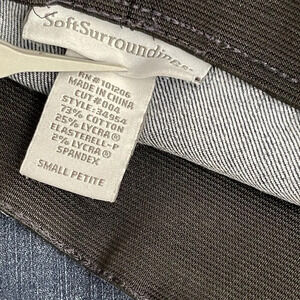 SoftSurroundings
RN# 101206
MADE IN CHINA
CUT# 004
STYLE: 34954
73% COTTON
25% LYCRA®
ELASTERELL-P
2% LYCRA®
SPANDEX
SMALL PETITE